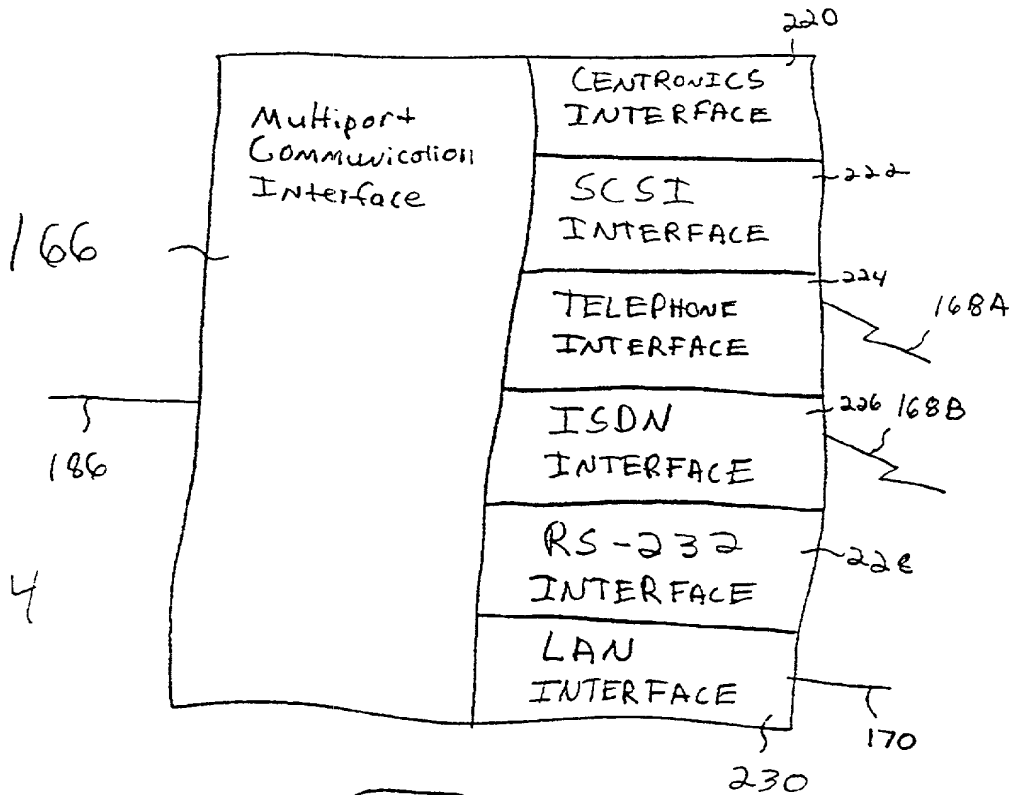 220
CENTRONICS
INTERFACE
Multiport
Communication
Interface
222
SCSI
INTERFACE
166
224
TELEPHONE
INTERFACE
168A
186
226
168B
ISDN
INTERFACE
RS-232
INTERFACE
228
4
LAN
INTERFACE
170
230